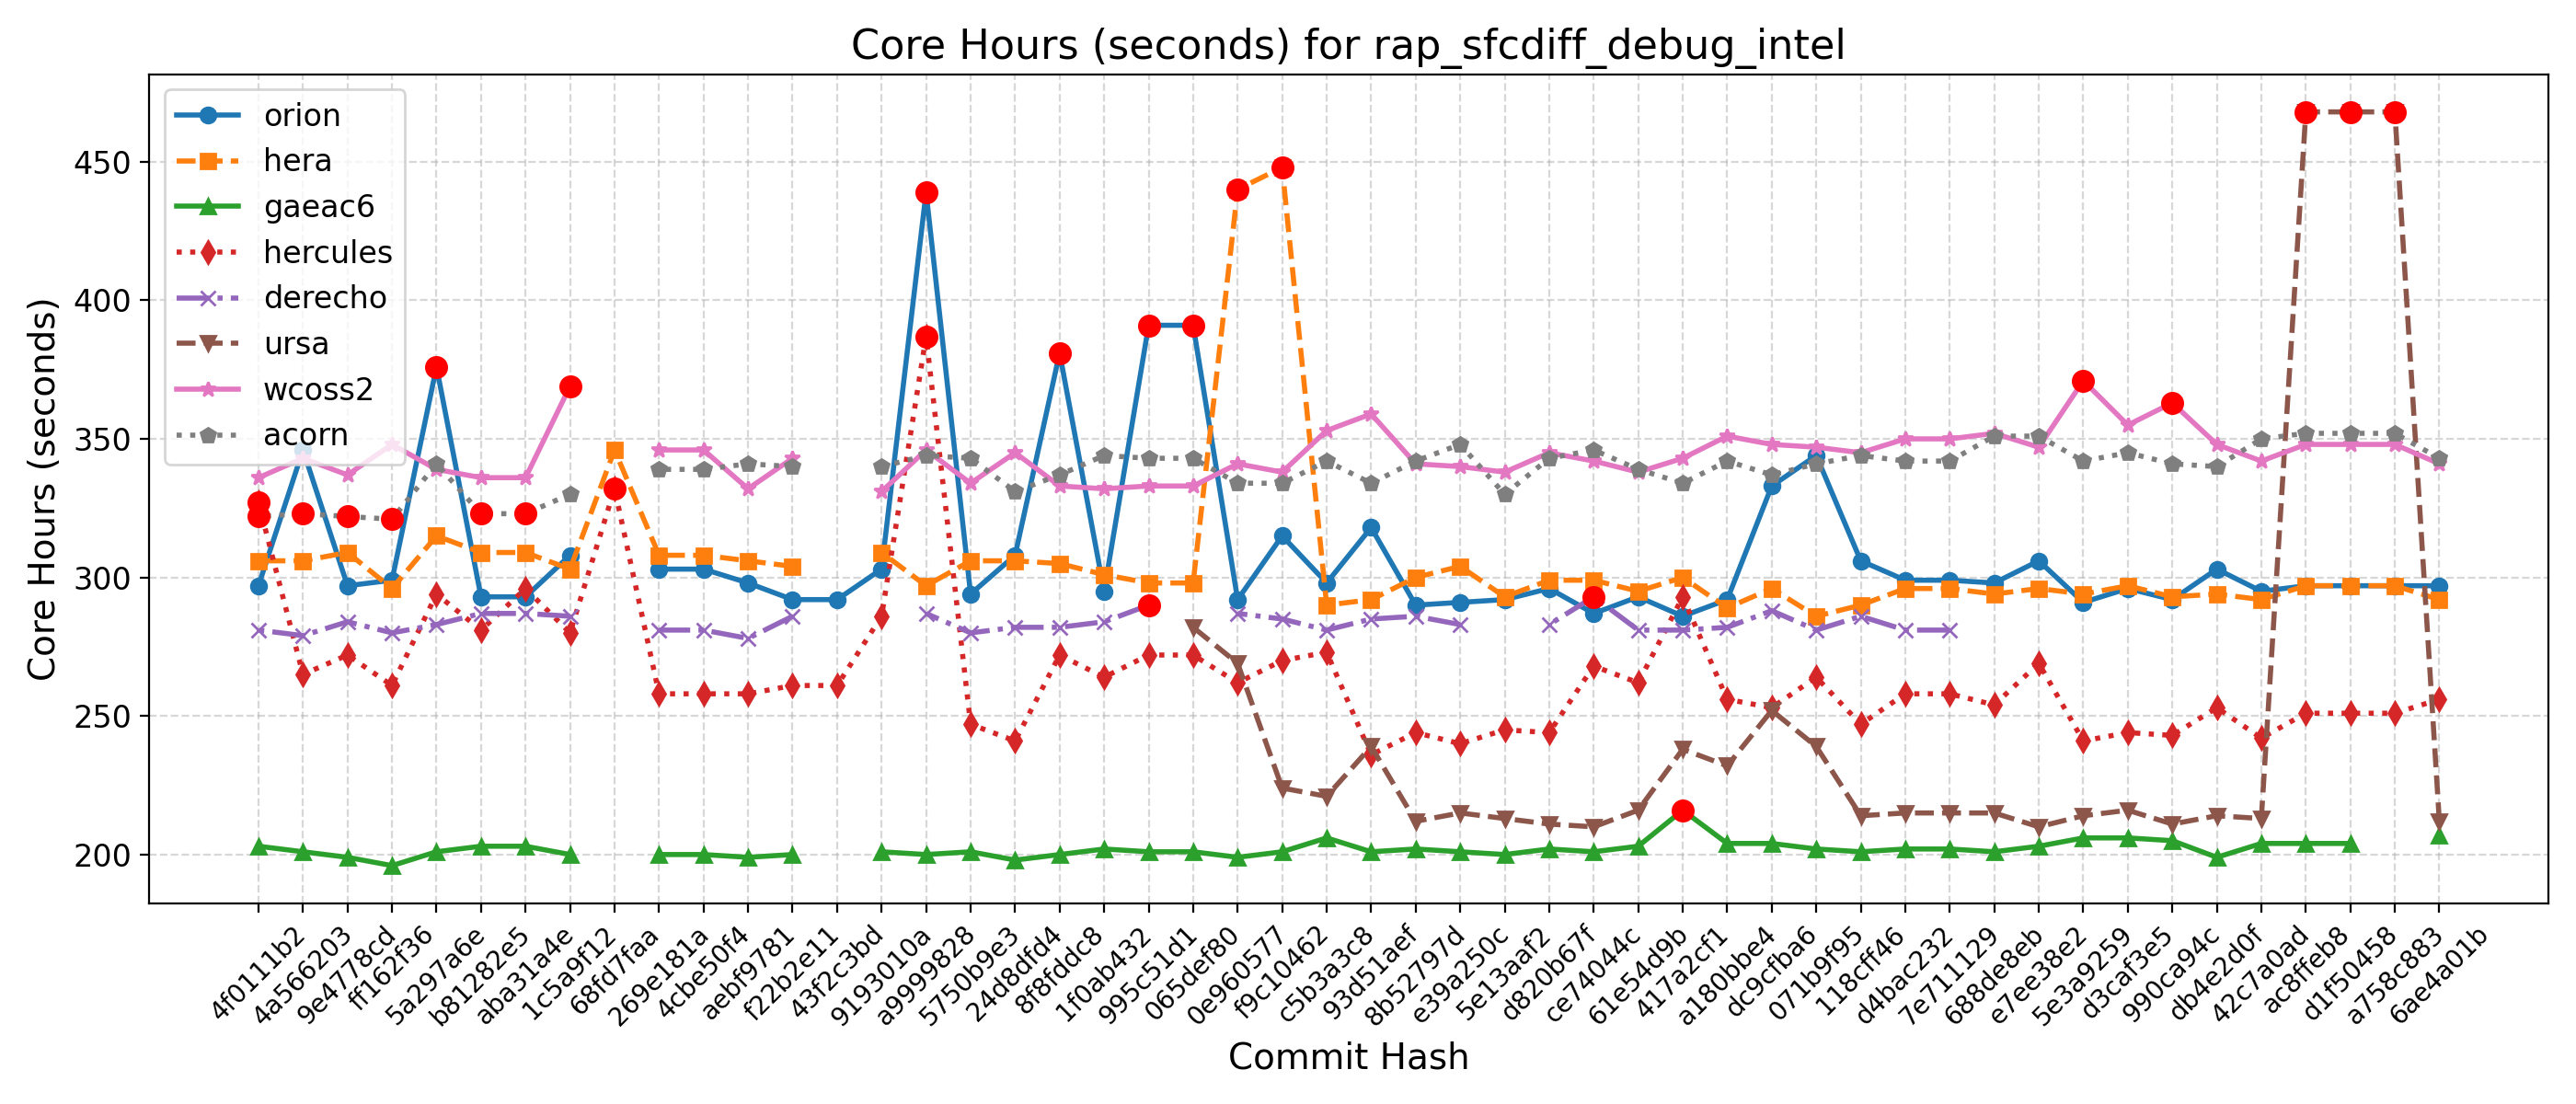 Core Hours (seconds) for rap_sfcdiff_debug_intel
orion
hera
gaeac6
hercules
derecho
ursa
wcoss2
acorn
Core Hours (seconds)
450
400
350
300
250
200
4f0111b2
4a566203
9e4778cd
ff162f36
5a297a6e
b81282e5
aba31a4e
1c5a9f12
68fd7faa
269e181a
4cbe50f4
aebf9781
f22b2e11
43f2c3bd
9193010a
a9999828
5750b9e3
24d8dfd4
8f8fddc8
1f0ab432
995c51d1
065def80
0e960577
f9c10462
c5b3a3c8
93d51aef
8b52797d
e39a250c
5e13aaf2
d820b67f
ce74044c
61e54d9b
417a2cf1
a180bbe4
dc9cfba6
071b9f95
118cff46
d4bac232
7e711129
688de8eb
e7ee38e2
5e3a9259
d3caf3e5
990ca94c
db4e2d0f
42c7a0ad
ac8ffeb8
d1f50458
a758c883
6ae4a01b
Commit Hash